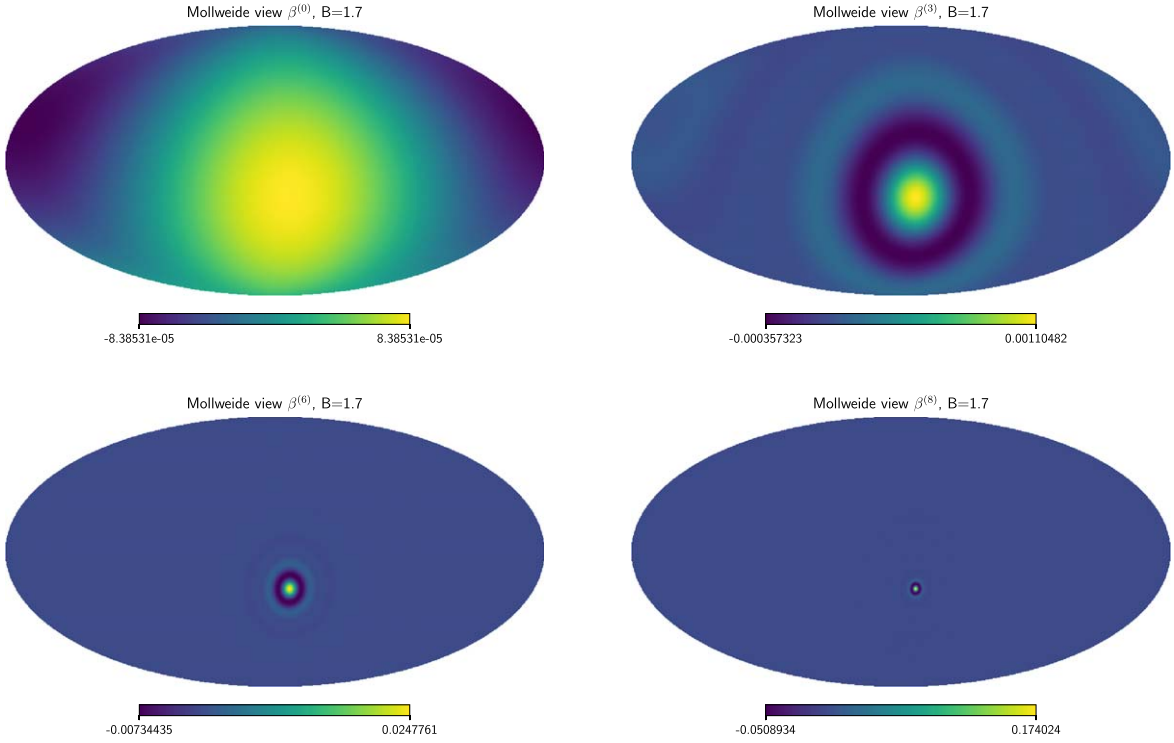 Mollweide view β⁽⁰⁾, B=1.7
-8.38531e-05 8.38531e-05
Mollweide view β⁽³⁾, B=1.7
-0.000357323 0.00110482
Mollweide view β⁽⁶⁾, B=1.7
-0.00734435 0.0247761
Mollweide view β⁽⁸⁾, B=1.7
-0.0508934 0.174024